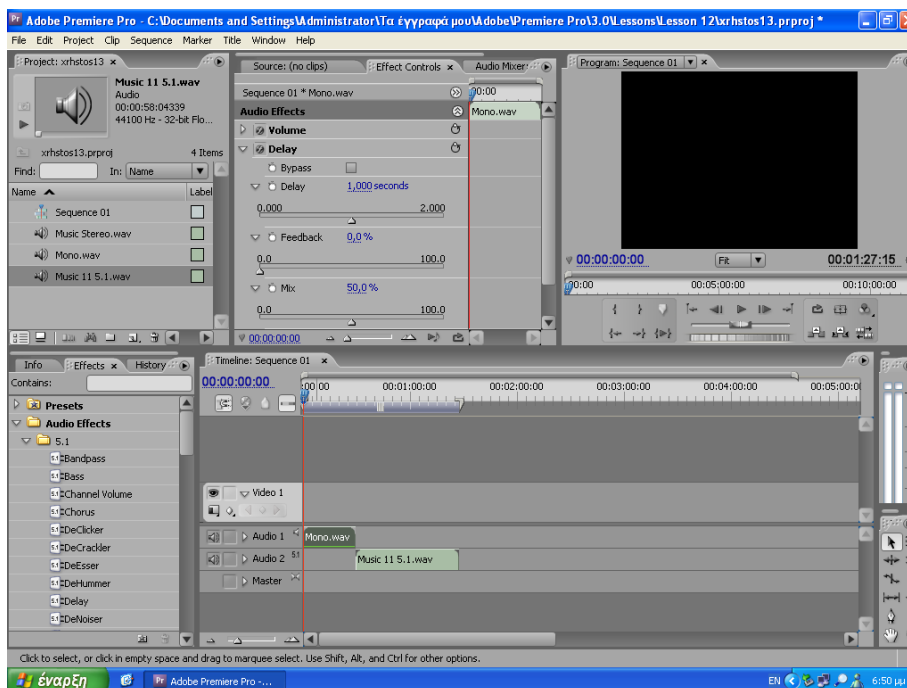 Adobe Premiere Pro - C:\Documents and Settings\Administrator\Τα έγγραφά μου\Adobe\Premiere Pro\3.0\Lessons\Lesson 12\xrhstos13.prproj *
File Edit Project Clip Sequence Marker Title Window Help
Project: xrhstos13
Music 11 5.1.wav
Audio
00:00:58:04339
44100 Hz - 32-bit Flo...
xrhstos13.prproj 4 Items
Find: In: Name
Name Label
Sequence 01
Music Stereo.wav
Mono.wav
Music 11 5.1.wav
Source: (no clips) Effect Controls Audio Mixer:
Sequence 01 * Mono.wav 00:00
Audio Effects Mono.wav
Volume
Delay
Bypass
Delay 1,000 seconds
0.000 2.000
Feedback 0,0 %
0.0 100.0
Mix 50,0 %
0.0 100.0
00:00:00:00
Program: Sequence 01
00:00:00:00 Fit 00:01:27:15
00:00 00:05:00:00 00:10:00:00
Info Effects History
Contains:
Presets
Audio Effects
5.1
Bandpass
Bass
Channel Volume
Chorus
DeClicker
DeCrackler
DeEsser
DeHummer
Delay
DeNoiser
Timeline: Sequence 01
00:00:00:00 :00:00 00:01:00:00 00:02:00:00 00:03:00:00 00:04:00:00 00:05:00:0
Video 1
Audio 1 Mono.wav
Audio 2 5.1 Music 11 5.1.wav
Master
Click to select, or click in empty space and drag to marquee select. Use Shift, Alt, and Ctrl for other options.
έναρξη Adobe Premiere Pro -... EN 6:50 μμ